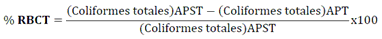 % RBCT = (Coliformes totales)APST − (Coliformes totales)APT
(Coliformes totales)APST
x100